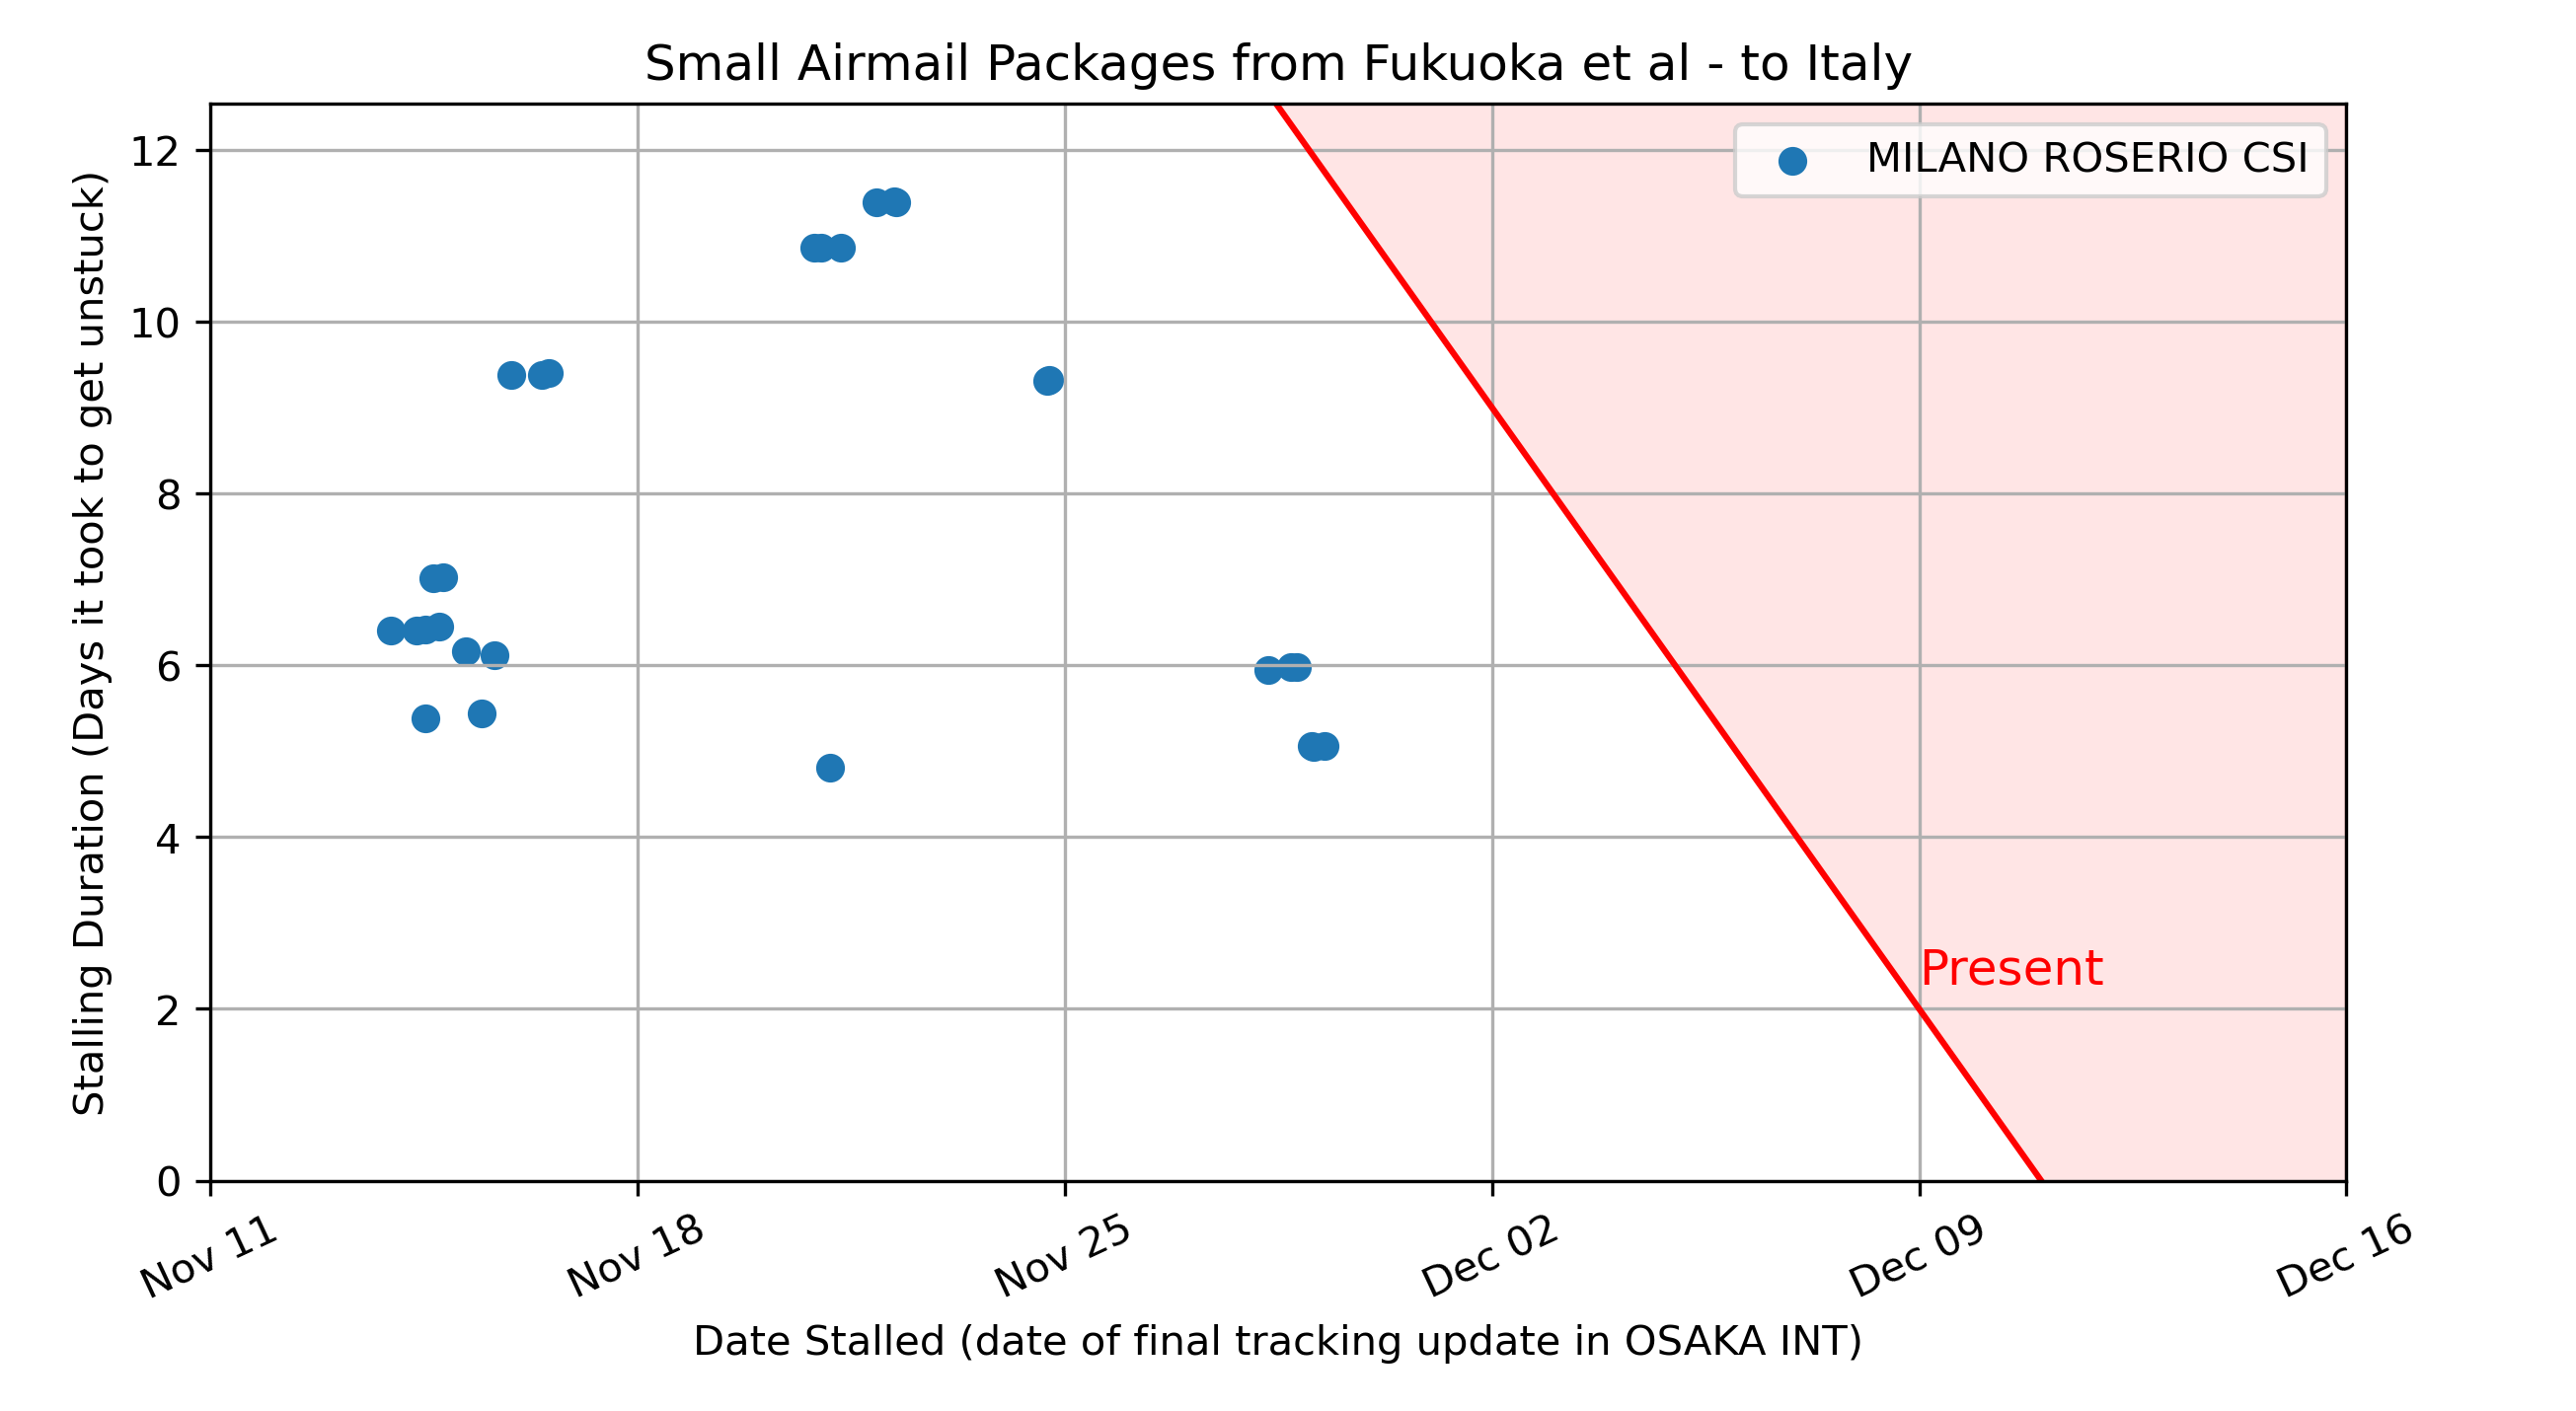 Small Airmail Packages from Fukuoka et al - to Italy
MILANO ROSERIO CSI
Stalling Duration (Days it took to get unstuck)
12
10
8
6
4
2
0
Present
Nov 11
Nov 18
Nov 25
Dec 02
Dec 09
Dec 16
Date Stalled (date of final tracking update in OSAKA INT)